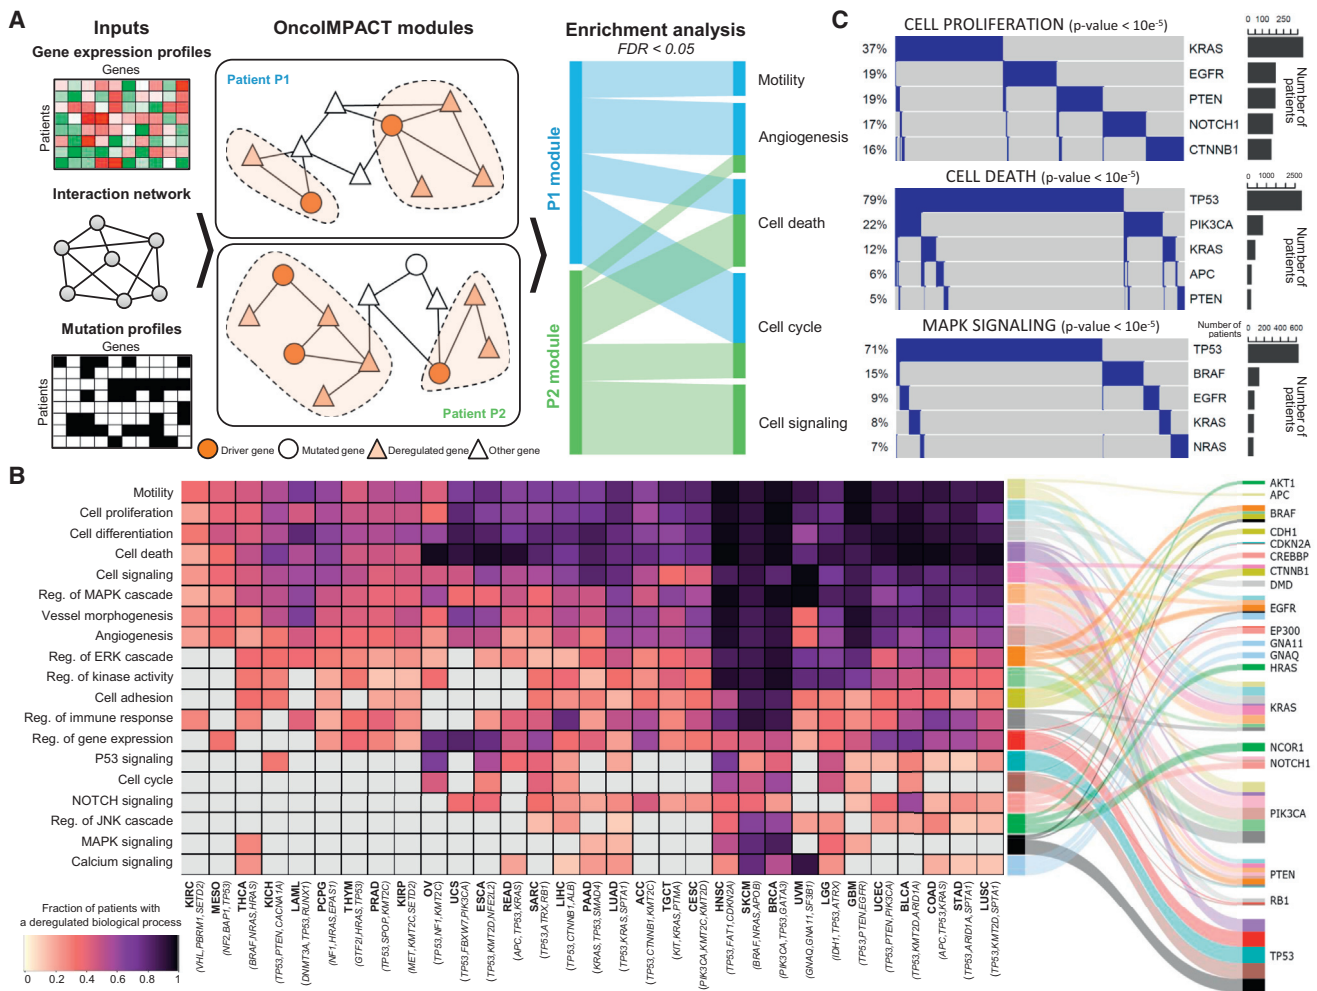 A
Inputs
Gene expression profiles
Genes
Patients
Interaction network
Mutation profiles
Genes
Patients
OncoIMPACT modules
Patient P1
Patient P2
Driver gene
Mutated gene
Deregulated gene
Other gene
Enrichment analysis
FDR < 0.05
P1 module
P2 module
Motility
Angiogenesis
Cell death
Cell cycle
Cell signaling
C
CELL PROLIFERATION (p-value < 10e-5)
0 100 250
37% KRAS
19% EGFR
19% PTEN
17% NOTCH1
16% CTNNB1
Number of patients
CELL DEATH (p-value < 10e-5)
0 1000 2500
79% TP53
22% PIK3CA
12% KRAS
6% APC
5% PTEN
Number of patients
MAPK SIGNALING (p-value < 10e-5)
Number of patients
0 200 400 600
71% TP53
15% BRAF
9% EGFR
8% KRAS
7% NRAS
Number of patients
B
Motility
Cell proliferation
Cell differentiation
Cell death
Cell signaling
Reg. of MAPK cascade
Vessel morphogenesis
Angiogenesis
Reg. of ERK cascade
Reg. of kinase activity
Cell adhesion
Reg. of immune response
Reg. of gene expression
P53 signaling
Cell cycle
NOTCH signaling
Reg. of JNK cascade
MAPK signaling
Calcium signaling
KIRC (VHL,PBRM1,SETD2)
MESO (NF2,BAP1,TP53)
THCA (BRAF,NRAS,HRAS)
KICH (TP53,PTEN,CACNA1A)
LAML (DNMT3A,TP53,RUNX1)
PCPG (NF1,HRAS,EPAS1)
THYM (GTF2I,HRAS,TP53)
PRAD (TP53,SPOP,KMT2C)
KIRP (MET,KMT2C,SETD2)
OV (TP53,NF1,KMT2C)
UCS (TP53,FBXW7,PIK3CA)
ESCA (TP53,KMT2D,NFE2L2)
READ (APC,TP53,KRAS)
SARC (TP53,ATRX,RB1)
LIHC (TP53,CTNNB1,ALB)
PAAD (KRAS,TP53,SMAD4)
LUAD (TP53,KRAS,SPTA1)
ACC (TP53,CTNNB1,KMT2C)
TGCT (KIT,KRAS,PTMA)
CESC (PIK3CA,KMT2C,KMT2D)
HNSC (TP53,FAT1,CDKN2A)
SKCM (BRAF,NRAS,APOB)
BRCA (PIK3CA,TP53,GATA3)
UVM (GNAQ,GNA11,SF3B1)
LGG (IDH1,TP53,ATRX)
GBM (TP53,PTEN,EGFR)
UCEC (TP53,PTEN,PIK3CA)
BLCA (TP53,KMT2D,ARID1A)
COAD (APC,TP53,KRAS)
STAD (TP53,ARID1A,SPTA1)
LUSC (TP53,KMT2D,SPTA1)
Fraction of patients with
a deregulated biological process
0 0.2 0.4 0.6 0.8 1
AKT1
APC
BRAF
CDH1
CDKN2A
CREBBP
CTNNB1
DMD
EGFR
EP300
GNA11
GNAQ
HRAS
KRAS
NCOR1
NOTCH1
PIK3CA
PTEN
RB1
TP53